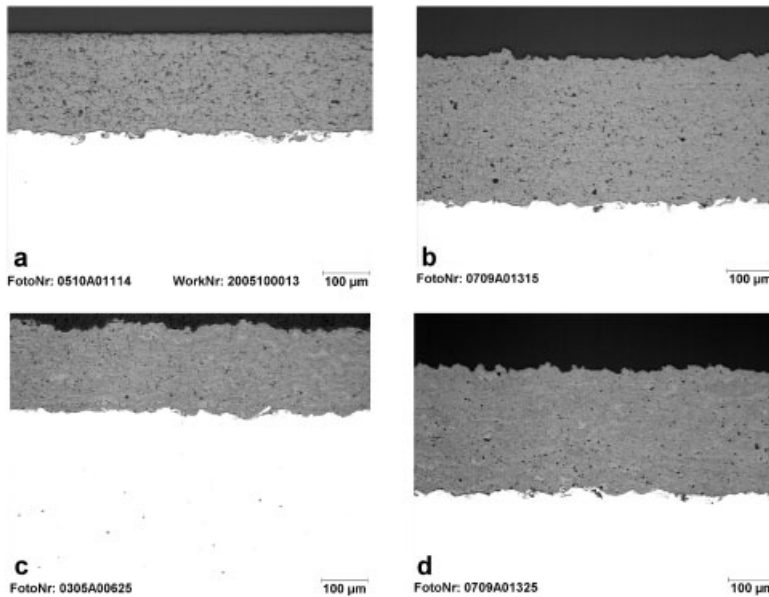 a
FotoNr: 0510A01114 WorkNr: 2005100013 100 µm
b
FotoNr: 0709A01315 100 µm
c
FotoNr: 0305A00625 100 µm
d
FotoNr: 0709A01325 100 µm